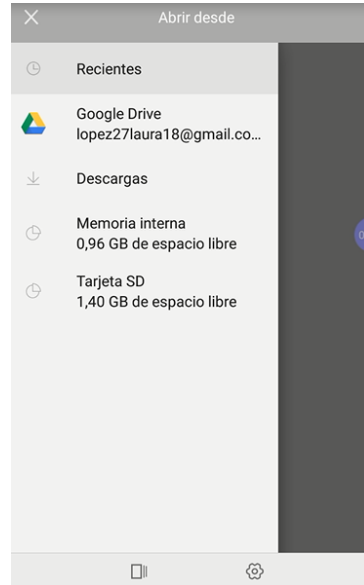 Abrir desde
Recientes
Google Drive
lopez27laura18@gmail.co...
Descargas
Memoria interna
0,96 GB de espacio libre
Tarjeta SD
1,40 GB de espacio libre